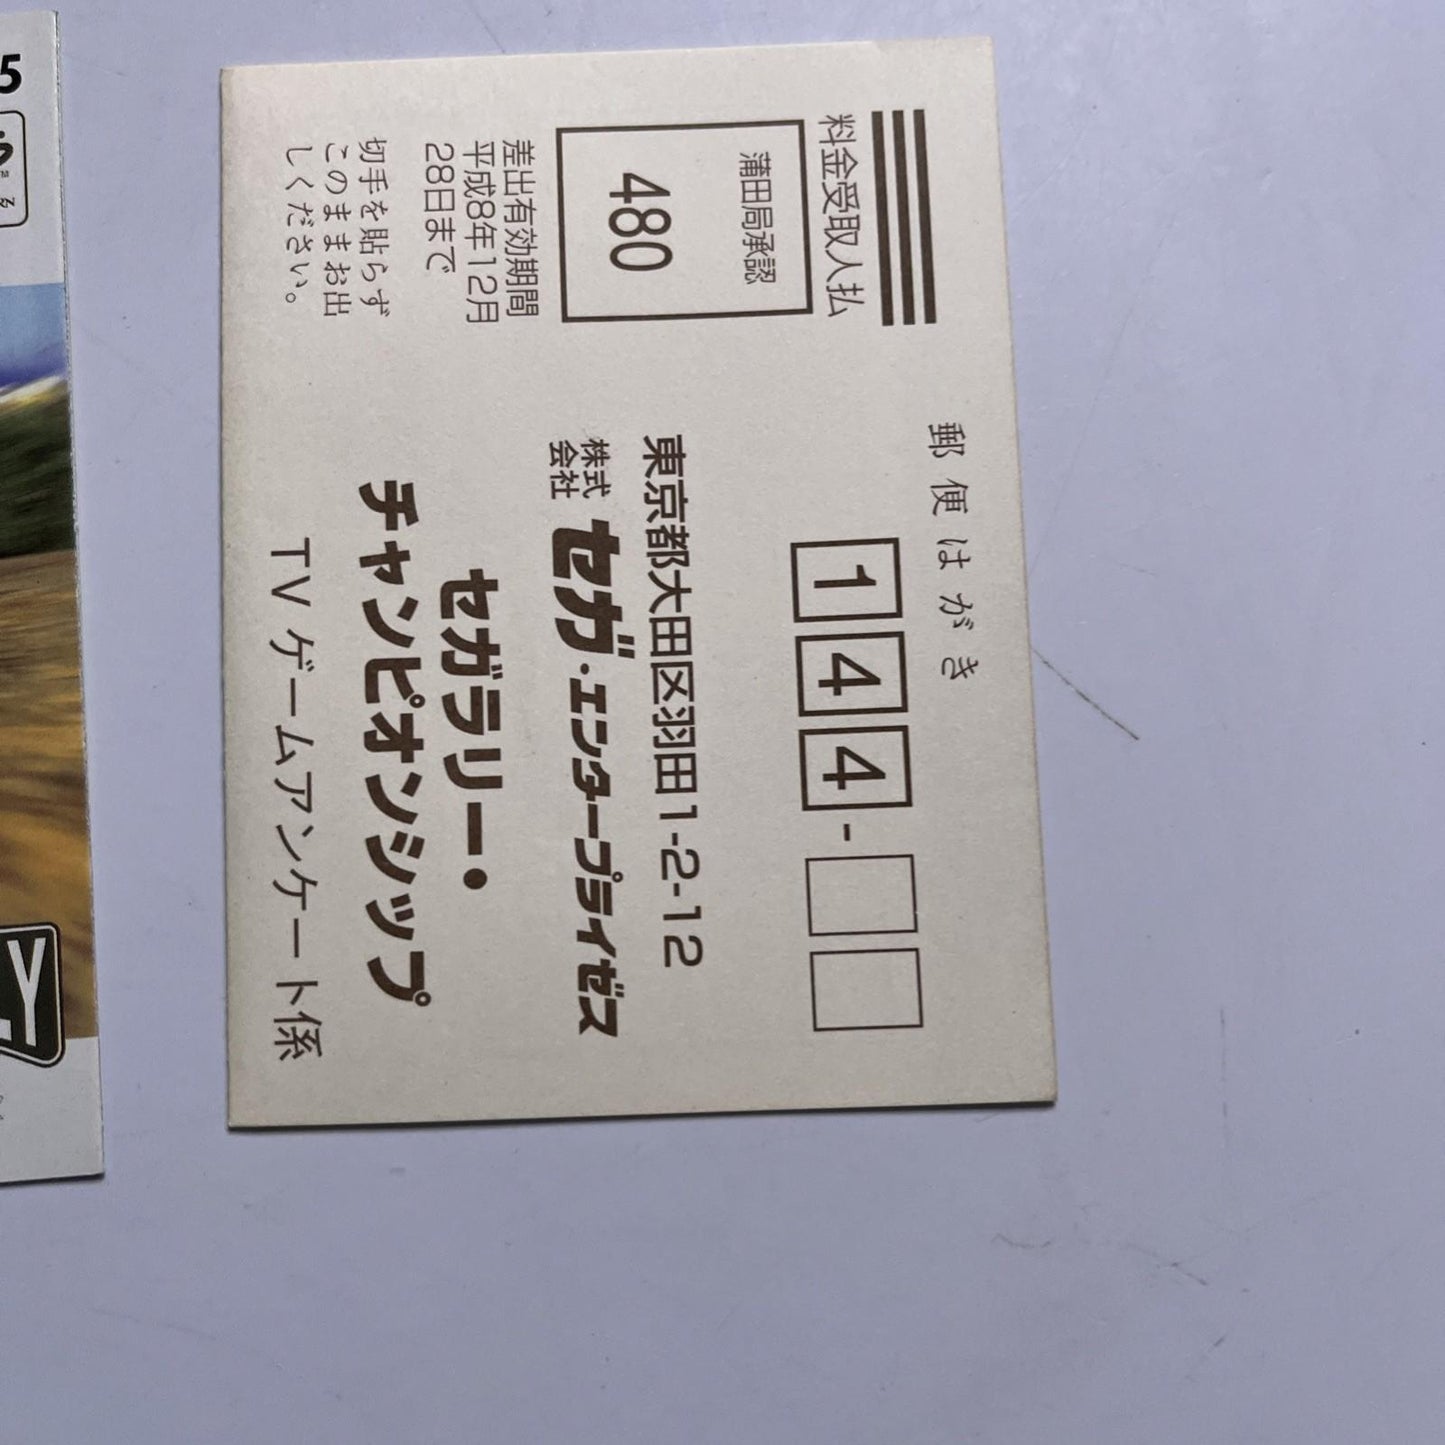 郵便はがき
144-
料金受取人払
蒲田局承認
480
差出有効期間
平成8年12月
28日まで
切手を貼らず
このままお出
しください。
東京都大田区羽田1-2-12
株式会社 セガ・エンタープライゼス
セガラリー・
チャンピオンシップ
TVゲームアンケート係
5
Y